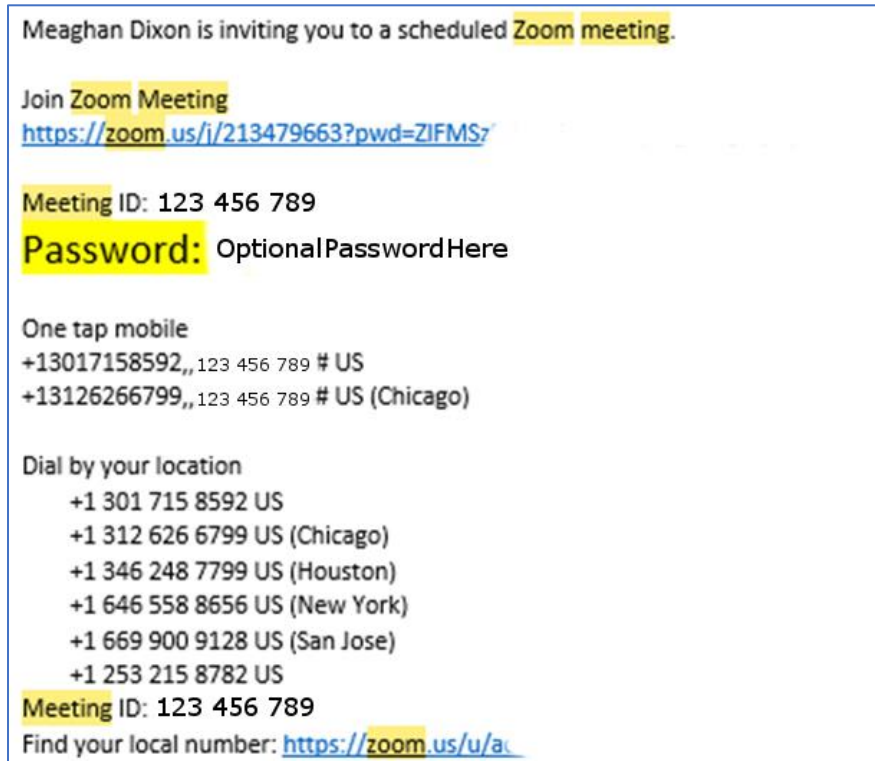 Meaghan Dixon is inviting you to a scheduled Zoom meeting.
Join Zoom Meeting
https://zoom.us/j/213479663?pwd=ZlFMSz
Meeting ID: 123 456 789
Password: OptionalPasswordHere
One tap mobile
+13017158592,,123 456 789 # US
+13126266799,,123 456 789 # US (Chicago)
Dial by your location
+1 301 715 8592 US
+1 312 626 6799 US (Chicago)
+1 346 248 7799 US (Houston)
+1 646 558 8656 US (New York)
+1 669 900 9128 US (San Jose)
+1 253 215 8782 US
Meeting ID: 123 456 789
Find your local number: https://zoom.us/u/a